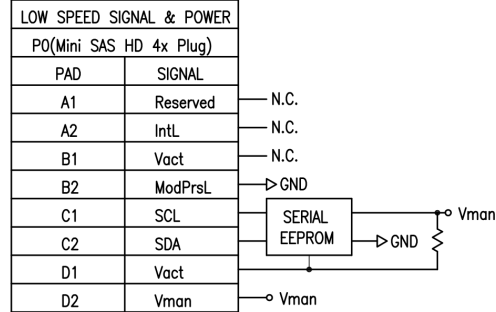 LOW SPEED SIGNAL & POWER
P0(Mini SAS HD 4x Plug)
PAD SIGNAL
A1 Reserved N.C.
A2 IntL N.C.
B1 Vact N.C.
B2 ModPrsL GND
C1 SCL SERIAL EEPROM Vman
C2 SDA GND
D1 Vact
D2 Vman Vman